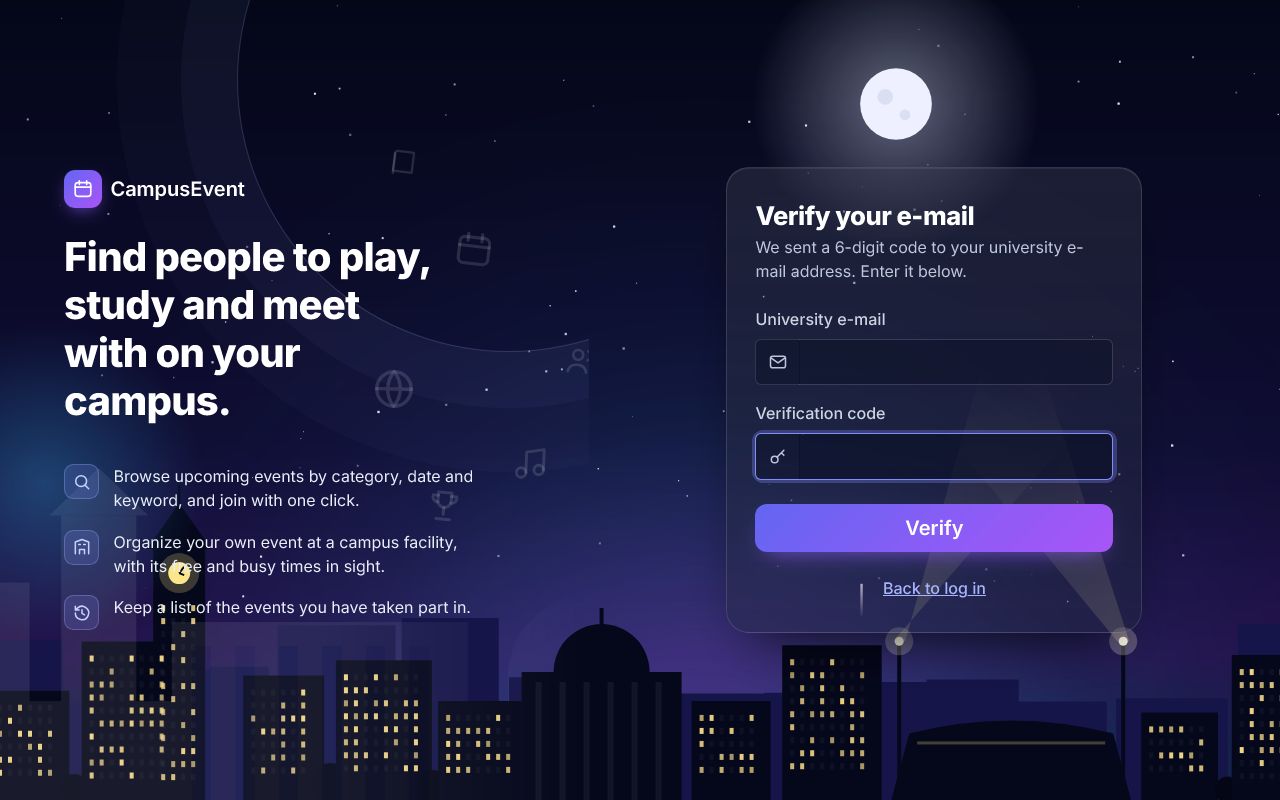 CampusEvent
Find people to play,
study and meet
with on your
campus.
Browse upcoming events by category, date and
keyword, and join with one click.
Organize your own event at a campus facility,
with its free and busy times in sight.
Keep a list of the events you have taken part in.
Verify your e-mail
We sent a 6-digit code to your university e-
mail address. Enter it below.
University e-mail
Verification code
Verify
Back to log in